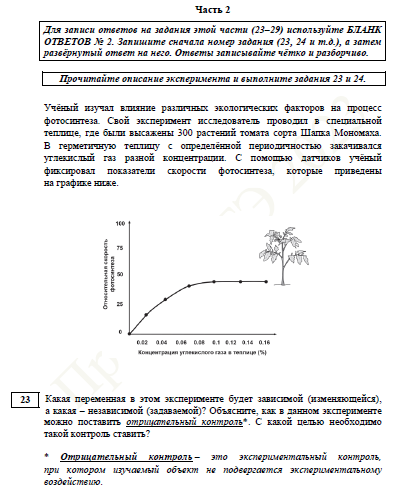 Часть 2
Для записи ответов на задания этой части (23–29) используйте БЛАНК
ОТВЕТОВ № 2. Запишите сначала номер задания (23, 24 и т.д.), а затем
развёрнутый ответ на него. Ответы записывайте чётко и разборчиво.
Прочитайте описание эксперимента и выполните задания 23 и 24.
Учёный изучал влияние различных экологических факторов на процесс
фотосинтеза. Свой эксперимент исследователь проводил в специальной
теплице, где были высажены 300 растений томата сорта Шапка Мономаха.
В герметичную теплицу с определённой периодичностью закачивался
углекислый газ разной концентрации. С помощью датчиков учёный
фиксировал показатели скорости фотосинтеза, которые приведены
на графике ниже.
Относительная скорость
фотосинтеза
100
75
50
25
0
0.02 0.04 0.06 0.08 0.1 0.12 0.14 0.16
Концентрация углекислого газа в теплице (%)
23
Какая переменная в этом эксперименте будет зависимой (изменяющейся),
а какая – независимой (задаваемой)? Объясните, как в данном эксперименте
можно поставить отрицательный контроль*. С какой целью необходимо
такой контроль ставить?
* Отрицательный контроль – это экспериментальный контроль,
при котором изучаемый объект не подвергается экспериментальному
воздействию.